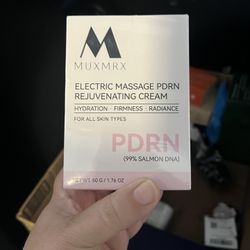 MUXMRX
ELECTRIC MASSAGE PDRN
REJUVENATING CREAM
HYDRATION · FIRMNESS · RADIANCE
FOR ALL SKIN TYPES
PDRN
(99% SALMON DNA)
NET WT. 50 G / 1.76 OZ